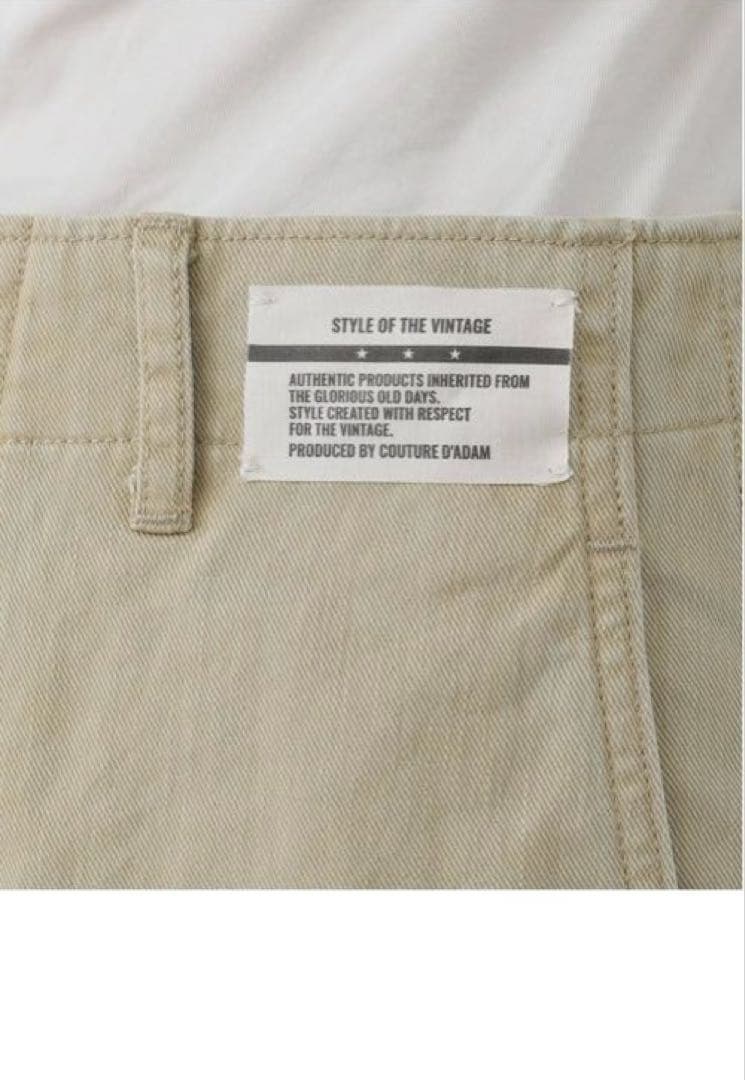 STYLE OF THE VINTAGE
AUTHENTIC PRODUCTS INHERITED FROM
THE GLORIOUS OLD DAYS.
STYLE CREATED WITH RESPECT
FOR THE VINTAGE.
PRODUCED BY COUTURE D'ADAM